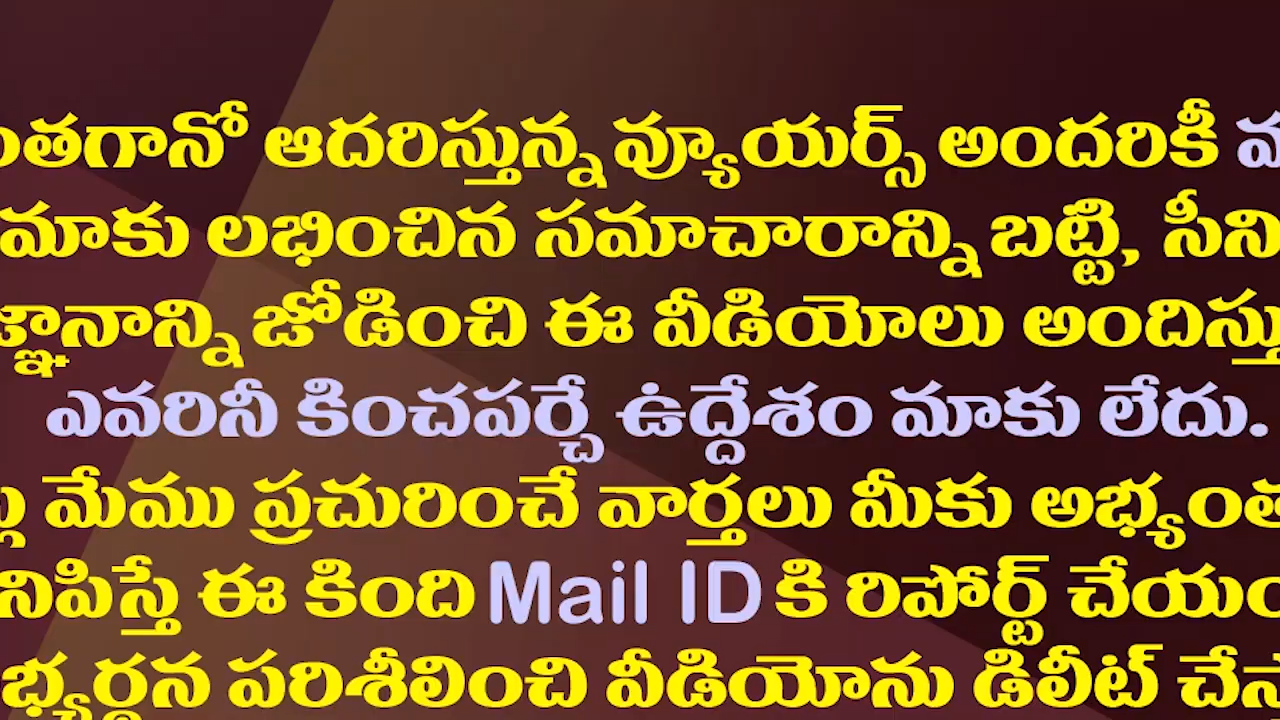 ఆదరిస్తున్న వ్యూయర్స్ అందరికీ
మాకు లభించిన సమాచారాన్ని బట్టి,
జోడించి ఈ వీడియోలు
ఎవరినీ కించపర్చే ఉద్దేశం మాకు లేదు.
మేము ప్రచురించే వార్తలు మీకు
ఈ కింది Mail ID కి రిపోర్ట్
పరిశీలించి వీడియోను డిలీట్